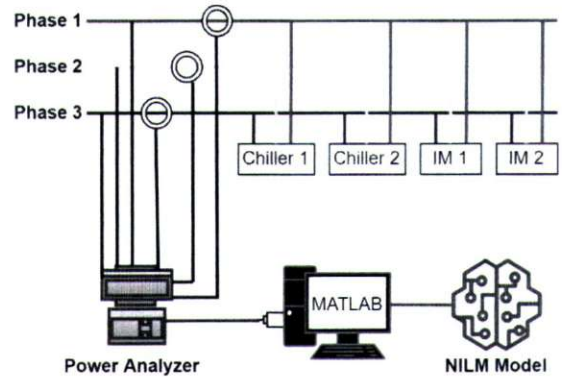 Phase 1
Phase 2
Phase 3
Chiller 1 Chiller 2 IM 1 IM 2
MATLAB
Power Analyzer NILM Model